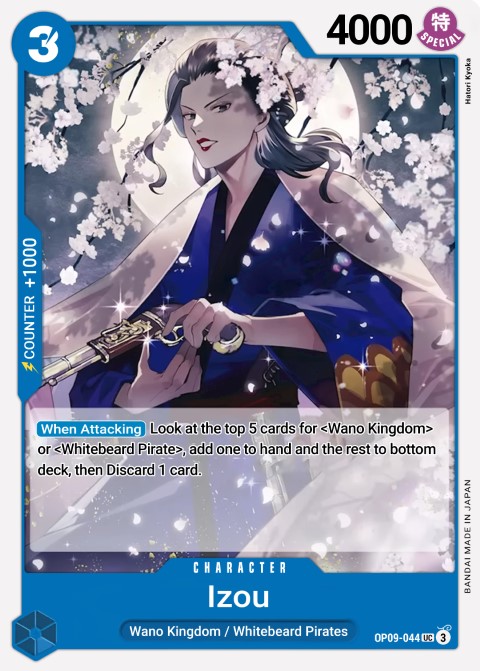 3
4000
特
SPECIAL
Hatori Kyoka
COUNTER +1000
When Attacking Look at the top 5 cards for <Wano Kingdom>
or <Whitebeard Pirate>, add one to hand and the rest to bottom
deck, then Discard 1 card.
BANDAI MADE IN JAPAN
CHARACTER
Izou
Wano Kingdom / Whitebeard Pirates
OP09-044 UC 3